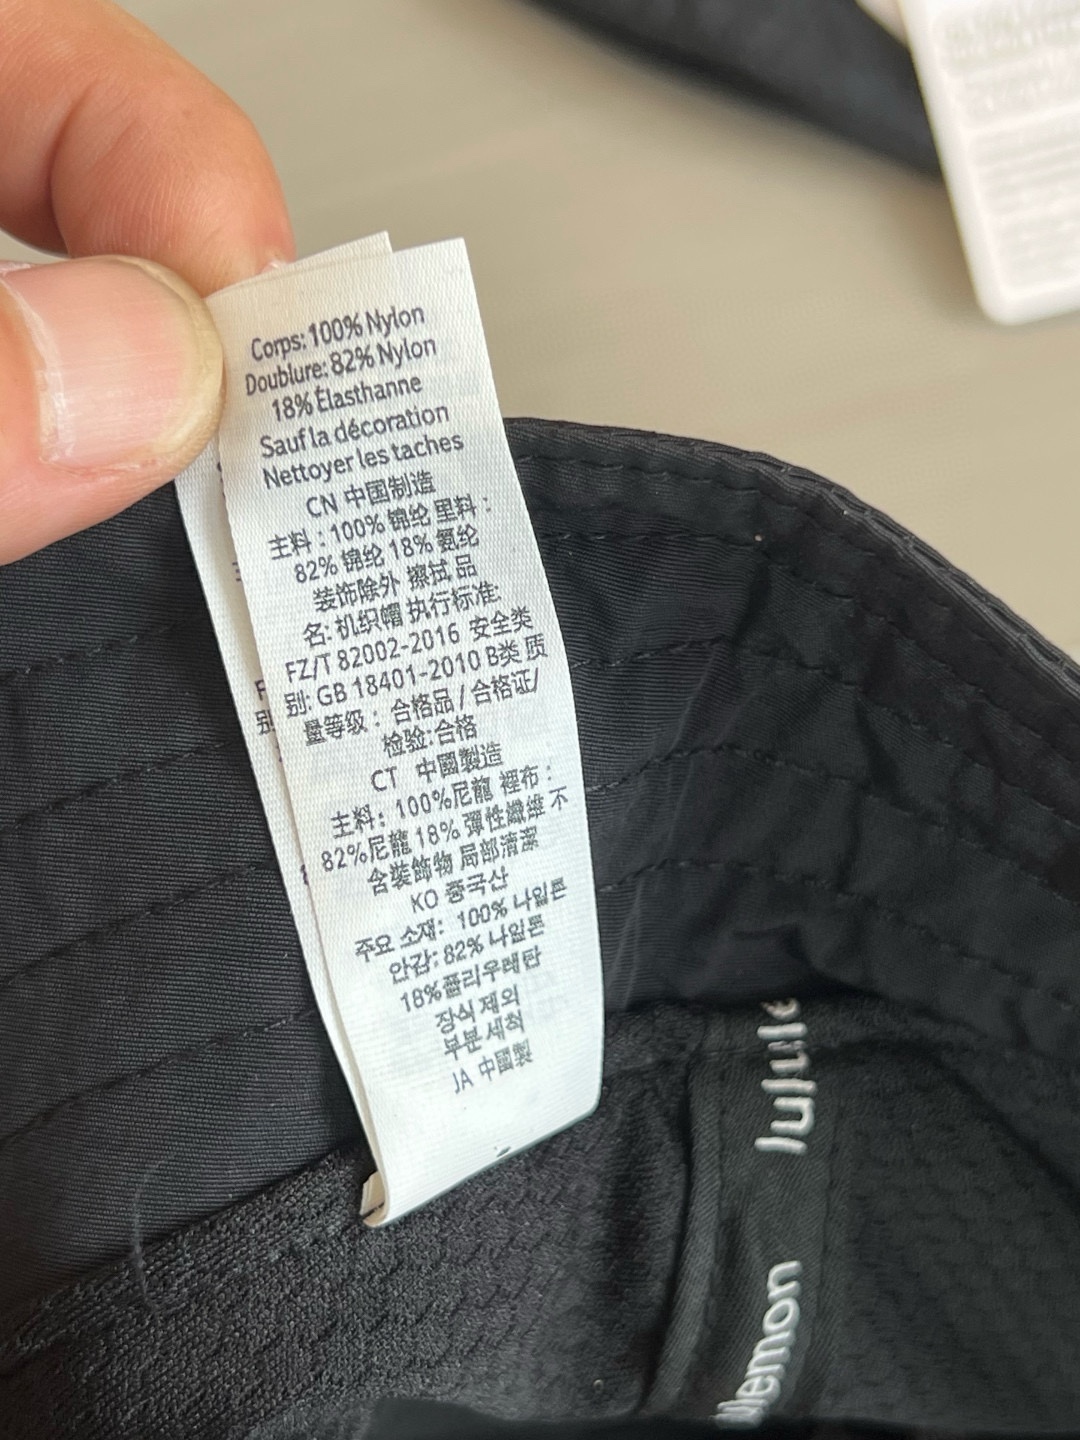 Corps: 100% Nylon
Doublure: 82% Nylon
18% Élasthanne
Sauf la décoration
Nettoyer les taches
CN 中国制造
主料 : 100% 锦纶 里料 :
82% 锦纶 18% 氨纶
装饰除外 擦拭 品
名: 机织帽 执行标准:
FZ/T 82002-2016 安全类
别: GB 18401-2010 B类 质
量等级 : 合格品 / 合格证/
检验:合格
CT 中國製造
主料: 100%尼龍 裡布 :
82%尼龍 18% 彈性纖維 不
含裝飾物 局部清潔
KO 중국산
주요 소재: 100% 나일론
안감: 82% 나일론
18%폴리우레탄
장식 제외
부분 세척
JA 中國製
lulule
lemon